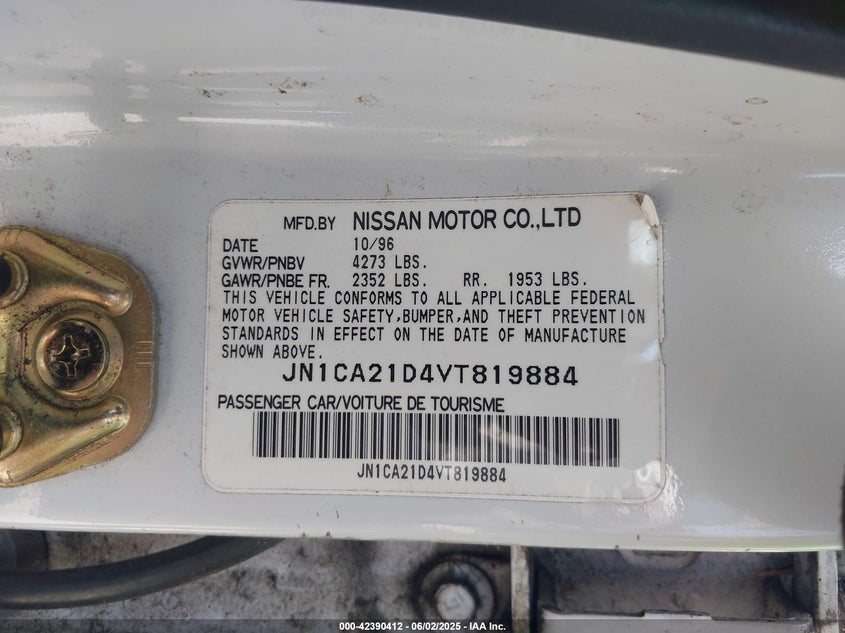 MFD.BY NISSAN MOTOR CO.,LTD
DATE 10/96
GVWR/PNBV 4273 LBS.
GAWR/PNBE FR. 2352 LBS. RR. 1953 LBS.
THIS VEHICLE CONFORMS TO ALL APPLICABLE FEDERAL
MOTOR VEHICLE SAFETY,BUMPER,AND THEFT PREVENTION
STANDARDS IN EFFECT ON THE DATE OF MANUFACTURE
SHOWN ABOVE.
JN1CA21D4VT819884
PASSENGER CAR/VOITURE DE TOURISME
JN1CA21D4VT819884
000-42390412 - 06/02/2025 - IAA Inc.